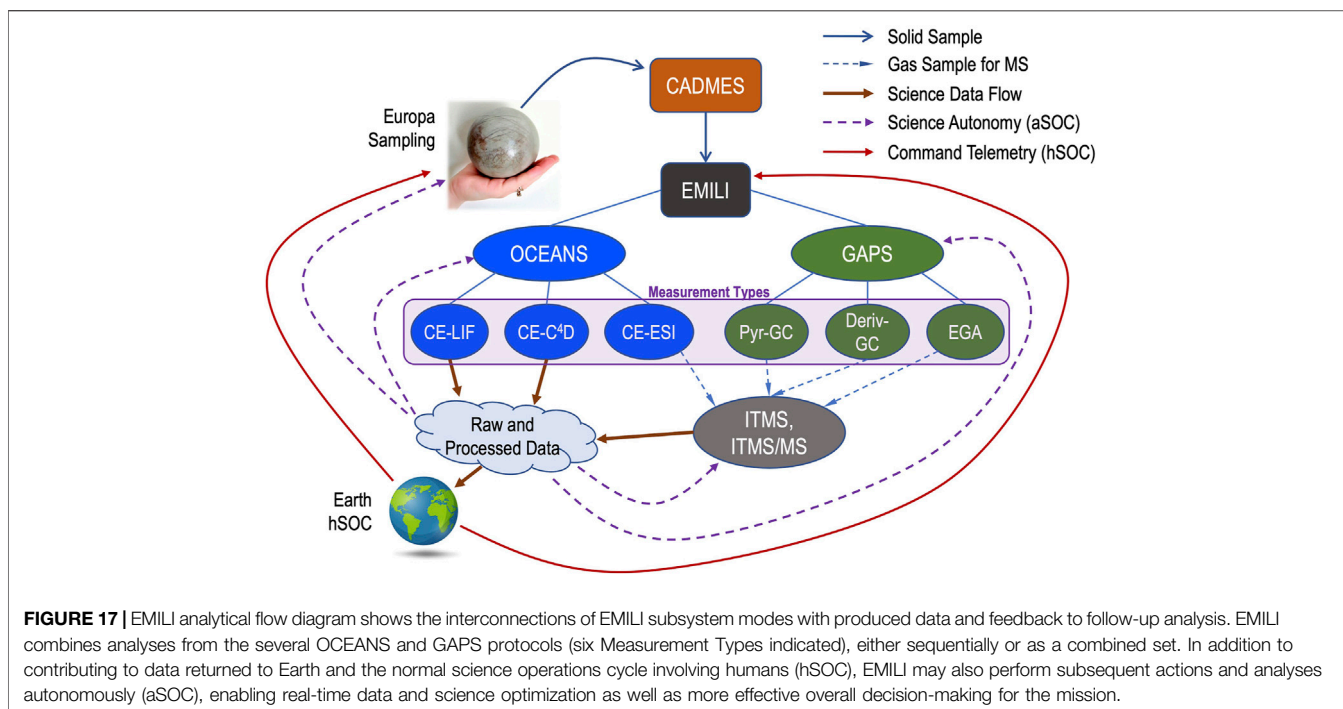 Solid Sample
Gas Sample for MS
Science Data Flow
Science Autonomy (aSOC)
Command Telemetry (hSOC)
CADMES
Europa
Sampling
EMILI
OCEANS
GAPS
Measurement Types
CE-LIF
CE-C⁴D
CE-ESI
Pyr-GC
Deriv-
GC
EGA
Raw and
Processed Data
ITMS,
ITMS/MS
Earth
hSOC
FIGURE 17 | EMILI analytical flow diagram shows the interconnections of EMILI subsystem modes with produced data and feedback to follow-up analysis. EMILI
combines analyses from the several OCEANS and GAPS protocols (six Measurement Types indicated), either sequentially or as a combined set. In addition to
contributing to data returned to Earth and the normal science operations cycle involving humans (hSOC), EMILI may also perform subsequent actions and analyses
autonomously (aSOC), enabling real-time data and science optimization as well as more effective overall decision-making for the mission.